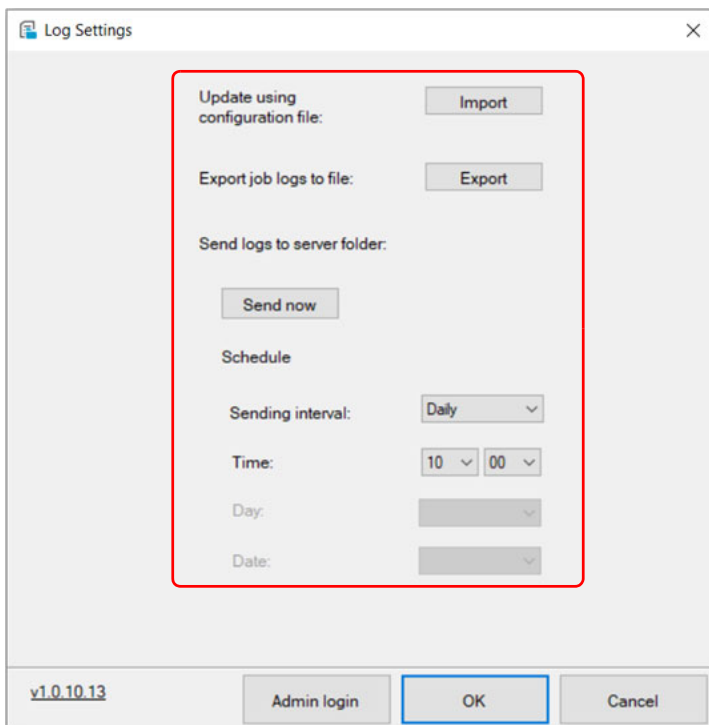 Log Settings
Update using
configuration file:
Import
Export job logs to file:
Export
Send logs to server folder:
Send now
Schedule
Sending interval:
Daily
Time:
10
00
Day:
Date:
v1.0.10.13
Admin login
OK
Cancel